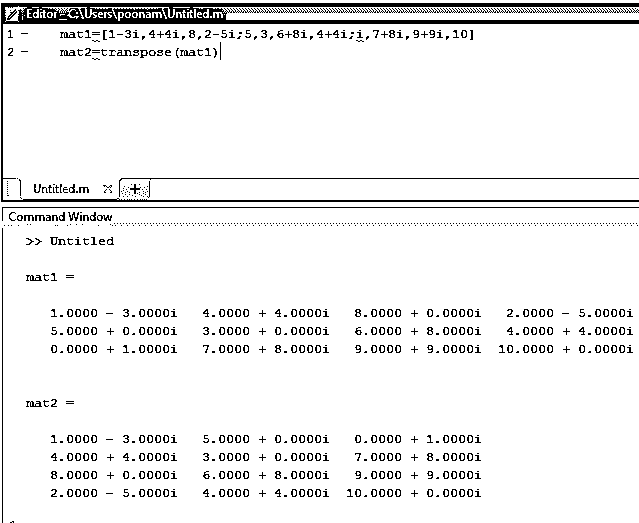 Editor - C:\Users\poonam\Untitled.m
1 - mat1=[1-3i,4+4i,8,2-5i;5,3,6+8i,4+4i;i,7+8i,9+9i,10]
2 - mat2=transpose(mat1)
Untitled.m × +
Command Window
>> Untitled
mat1 =
1.0000 - 3.0000i 4.0000 + 4.0000i 8.0000 + 0.0000i 2.0000 - 5.0000i
5.0000 + 0.0000i 3.0000 + 0.0000i 6.0000 + 8.0000i 4.0000 + 4.0000i
0.0000 + 1.0000i 7.0000 + 8.0000i 9.0000 + 9.0000i 10.0000 + 0.0000i
mat2 =
1.0000 - 3.0000i 5.0000 + 0.0000i 0.0000 + 1.0000i
4.0000 + 4.0000i 3.0000 + 0.0000i 7.0000 + 8.0000i
8.0000 + 0.0000i 6.0000 + 8.0000i 9.0000 + 9.0000i
2.0000 - 5.0000i 4.0000 + 4.0000i 10.0000 + 0.0000i